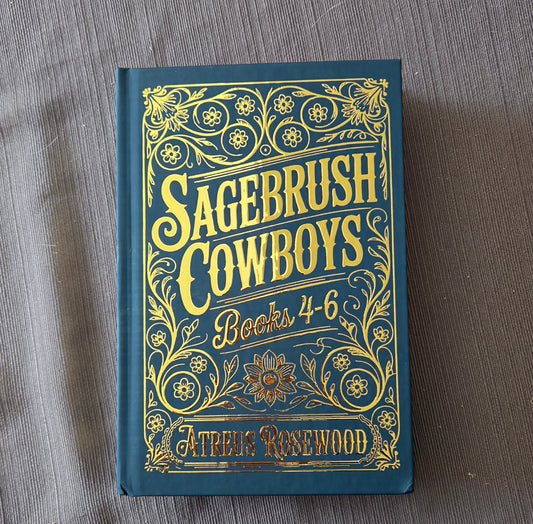 SAGEBRUSH
COWBOYS
Books 4-6
ATREUS ROSEWOOD